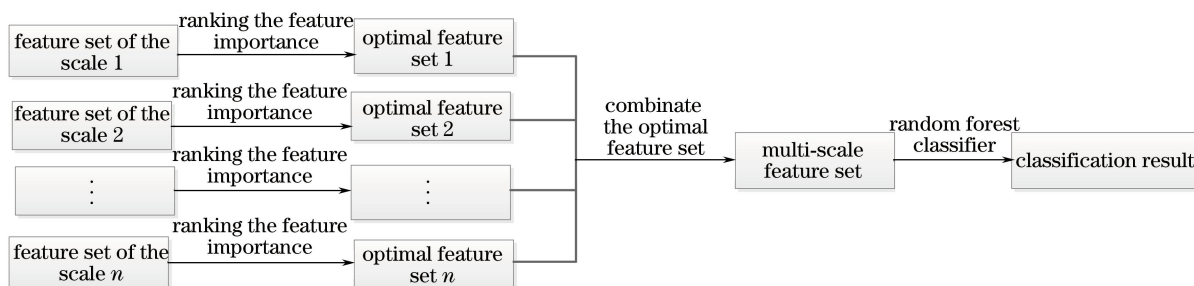 feature set of the
scale 1
ranking the feature
importance
optimal feature
set 1
feature set of the
scale 2
ranking the feature
importance
optimal feature
set 2
⋮
ranking the feature
importance
⋮
feature set of the
scale n
ranking the feature
importance
optimal feature
set n
combinate
the optimal
feature set
multi-scale
feature set
random forest
classifier
classification result